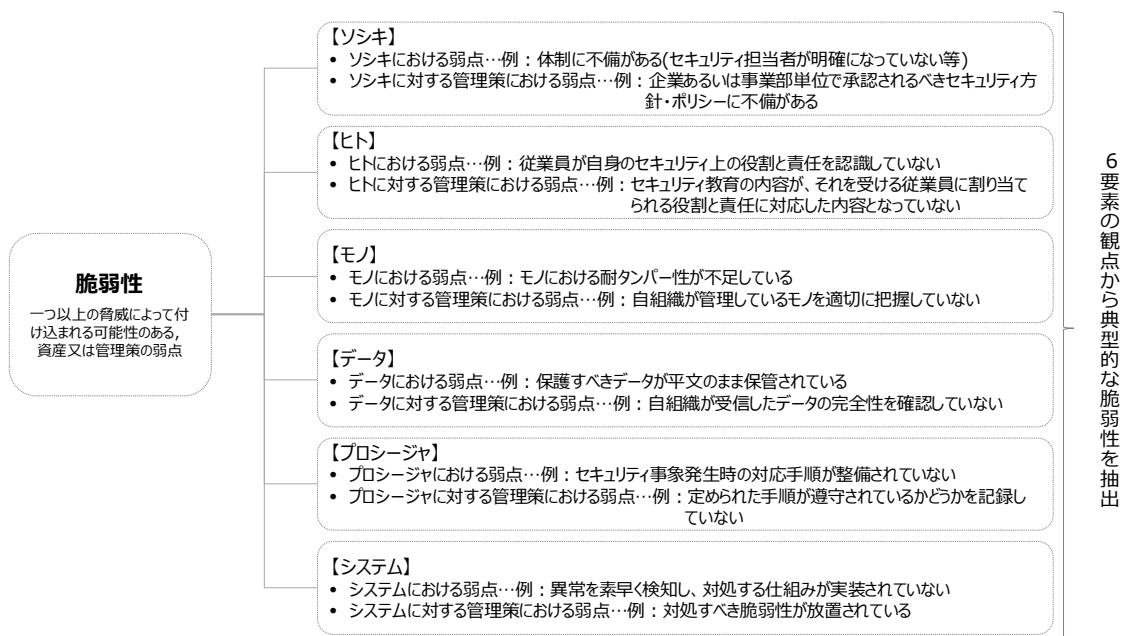 脆弱性
一つ以上の脅威によって付
け込まれる可能性のある,
資産又は管理策の弱点
【ソシキ】
• ソシキにおける弱点…例：体制に不備がある(セキュリティ担当者が明確になっていない等)
• ソシキに対する管理策における弱点…例：企業あるいは事業部単位で承認されるべきセキュリティ方
針・ポリシーに不備がある
【ヒト】
• ヒトにおける弱点…例：従業員が自身のセキュリティ上の役割と責任を認識していない
• ヒトに対する管理策における弱点…例：セキュリティ教育の内容が、それを受ける従業員に割り当て
られる役割と責任に対応した内容となっていない
【モノ】
• モノにおける弱点…例：モノにおける耐タンパー性が不足している
• モノに対する管理策における弱点…例：自組織が管理しているモノを適切に把握していない
【データ】
• データにおける弱点…例：保護すべきデータが平文のまま保管されている
• データに対する管理策における弱点…例：自組織が受信したデータの完全性を確認していない
【プロシージャ】
• プロシージャにおける弱点…例：セキュリティ事象発生時の対応手順が整備されていない
• プロシージャに対する管理策における弱点…例：定められた手順が遵守されているかどうかを記録し
ていない
【システム】
• システムにおける弱点…例：異常を素早く検知し、対処する仕組みが実装されていない
• システムに対する管理策における弱点…例：対処すべき脆弱性が放置されている
６要素の観点から典型的な脆弱性を抽出